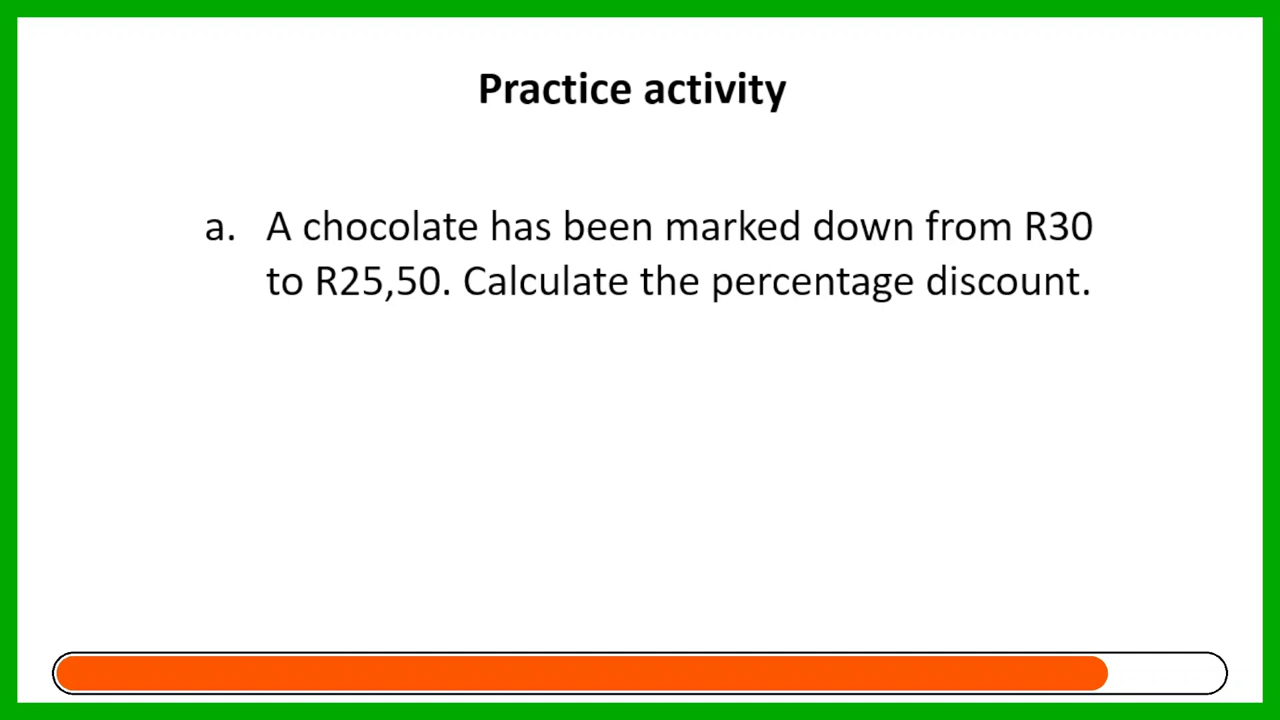 Practice activity
a. A chocolate has been marked down from R30
to R25,50. Calculate the percentage discount.